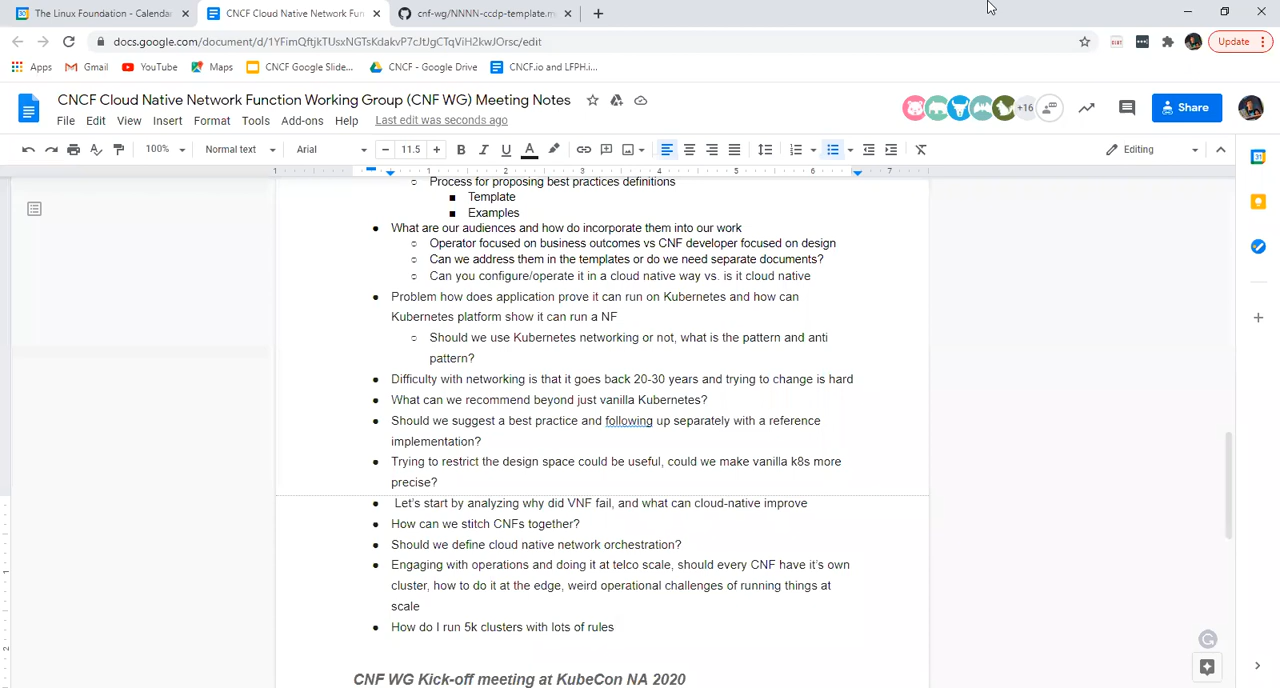 The Linux Foundation - Calenda
CNCF Cloud Native Network Fun
cnf-wg/NNNN-ccdp-template.m
docs.google.com/document/d/1YFimQftjkTUsxNGTsKdakvP7cJtJgCTqViH2kwJOrsc/edit
Update
Apps
Gmail
YouTube
Maps
CNCF Google Slide...
CNCF - Google Drive
CNCF.io and LFPH.i...
CNCF Cloud Native Network Function Working Group (CNF WG) Meeting Notes
File Edit View Insert Format Tools Add-ons Help Last edit was seconds ago
+16
Share
100% Normal text Arial 11.5 B I U A Editing
1 1 2 3 4 5 6 7
Process for proposing best practices definitions
Template
Examples
What are our audiences and how do incorporate them into our work
Operator focused on business outcomes vs CNF developer focused on design
Can we address them in the templates or do we need separate documents?
Can you configure/operate it in a cloud native way vs. is it cloud native
Problem how does application prove it can run on Kubernetes and how can
Kubernetes platform show it can run a NF
Should we use Kubernetes networking or not, what is the pattern and anti
pattern?
Difficulty with networking is that it goes back 20-30 years and trying to change is hard
What can we recommend beyond just vanilla Kubernetes?
Should we suggest a best practice and following up separately with a reference
implementation?
Trying to restrict the design space could be useful, could we make vanilla k8s more
precise?
Let's start by analyzing why did VNF fail, and what can cloud-native improve
How can we stitch CNFs together?
Should we define cloud native network orchestration?
Engaging with operations and doing it at telco scale, should every CNF have it's own
cluster, how to do it at the edge, weird operational challenges of running things at
scale
How do I run 5k clusters with lots of rules
CNF WG Kick-off meeting at KubeCon NA 2020